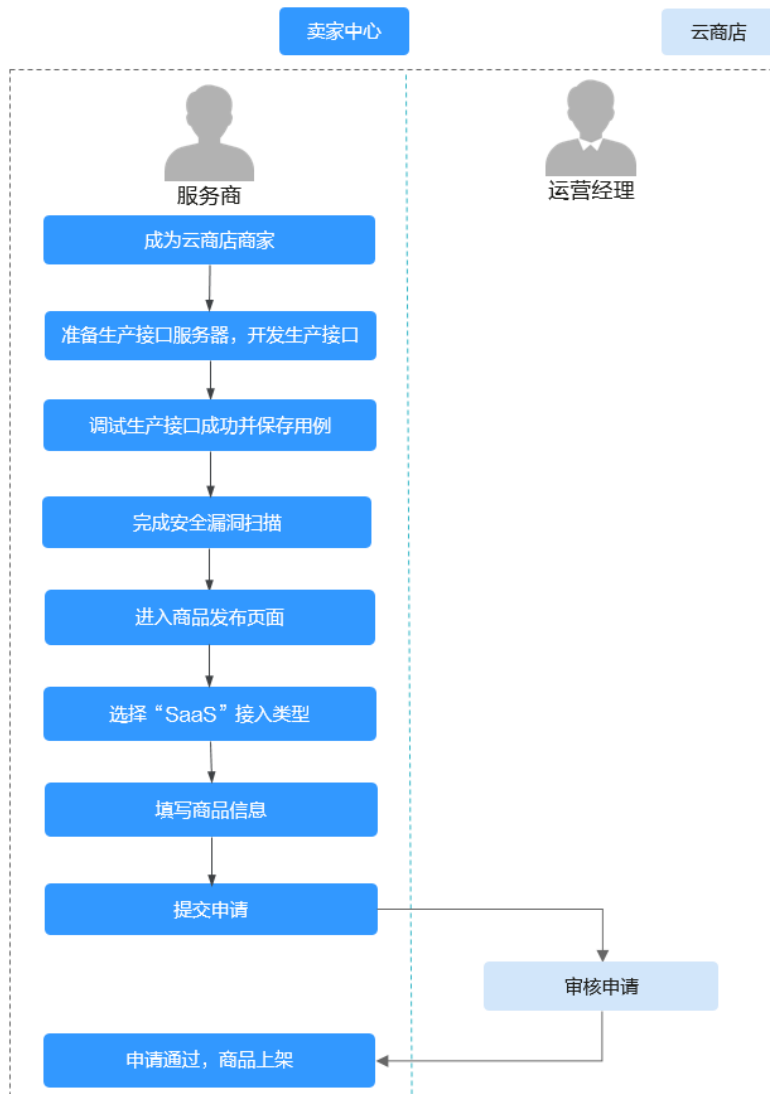 卖家中心
云商店
服务商
运营经理
成为云商店商家
准备生产接口服务器，开发生产接口
调试生产接口成功并保存用例
完成安全漏洞扫描
进入商品发布页面
选择“SaaS”接入类型
填写商品信息
提交申请
审核申请
申请通过，商品上架